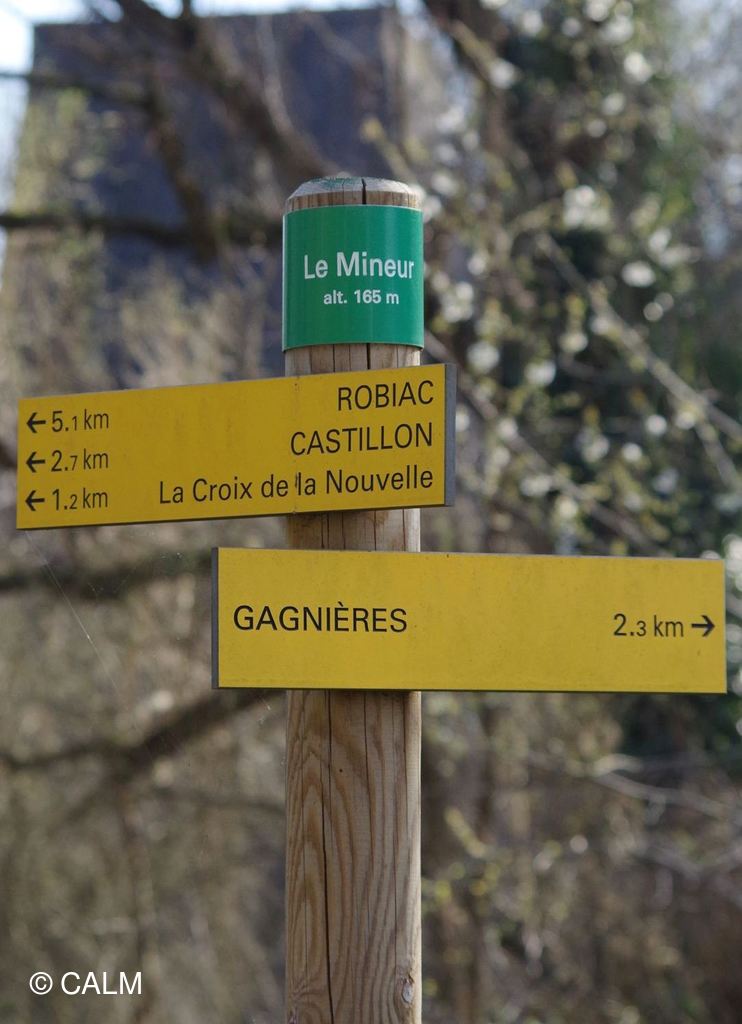 Le Mineur
alt. 165 m
← 5.1 km ROBIAC
← 2.7 km CASTILLON
← 1.2 km La Croix de la Nouvelle
GAGNIÈRES 2.3 km →
© CALM